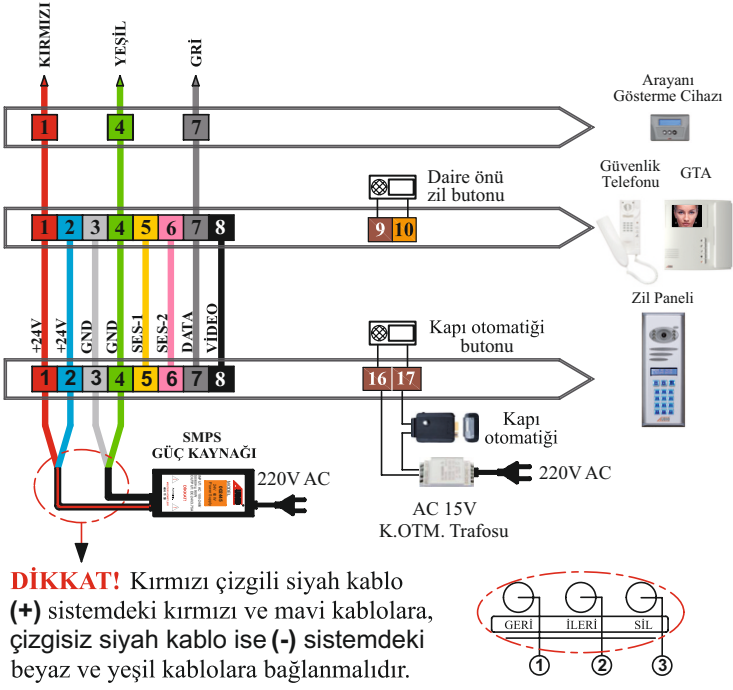 KIRMIZI
YEŞİL
GRİ
1
4
7
Arayanı
Gösterme Cihazı
Daire önü
zil butonu
Güvenlik
Telefonu
GTA
1 2 3 4 5 6 7 8
9 10
Zil Paneli
+24V
+24V
GND
GND
SES-1
SES-2
DATA
VİDEO
Kapı otomatiği
butonu
1 2 3 4 5 6 7 8
16 17
SMPS
GÜÇ KAYNAĞI
220V AC
Kapı
otomatiği
220V AC
AC 15V
K.OTM. Trafosu
DİKKAT! Kırmızı çizgili siyah kablo
(+) sistemdeki kırmızı ve mavi kablolara,
çizgisiz siyah kablo ise (-) sistemdeki
beyaz ve yeşil kablolara bağlanmalıdır.
GERİ İLERİ SİL
1 2 3